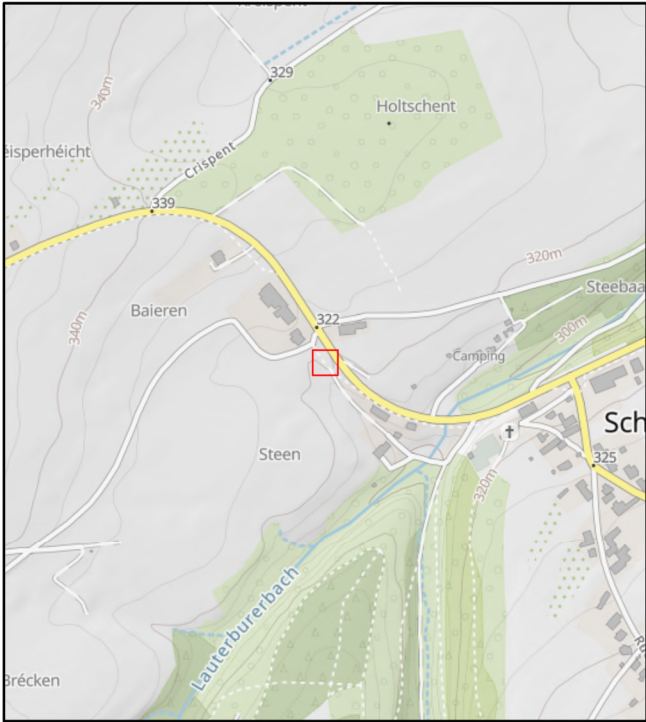 329
Holtschent
340m
Crispent
339
320m
Steebaa
Baieren
322
340m
300m
Camping
Sch
Steen
325
320m
Lauterburerbach
Brécken